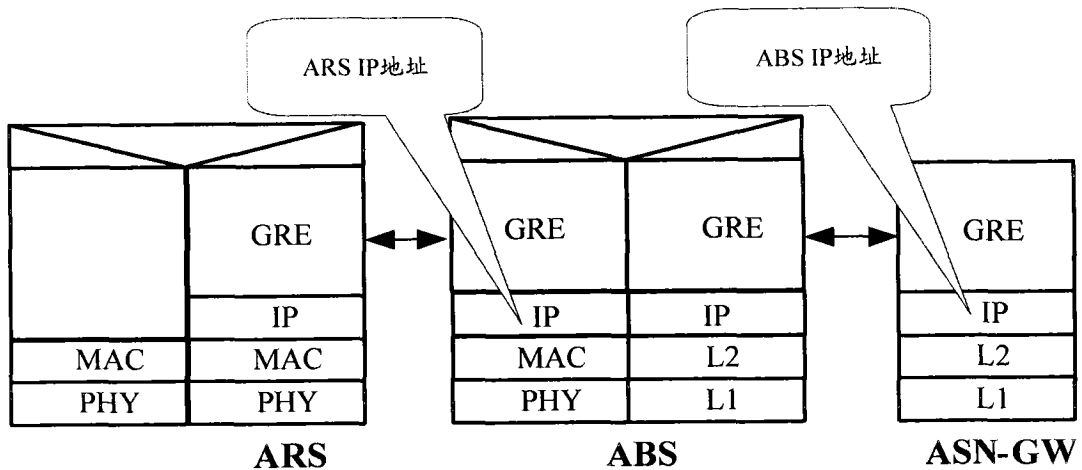 ARS IP地址
ABS IP地址
GRE
GRE
GRE
GRE
IP
IP
IP
IP
MAC
MAC
MAC
L2
L2
PHY
PHY
PHY
L1
L1
ARS
ABS
ASN-GW